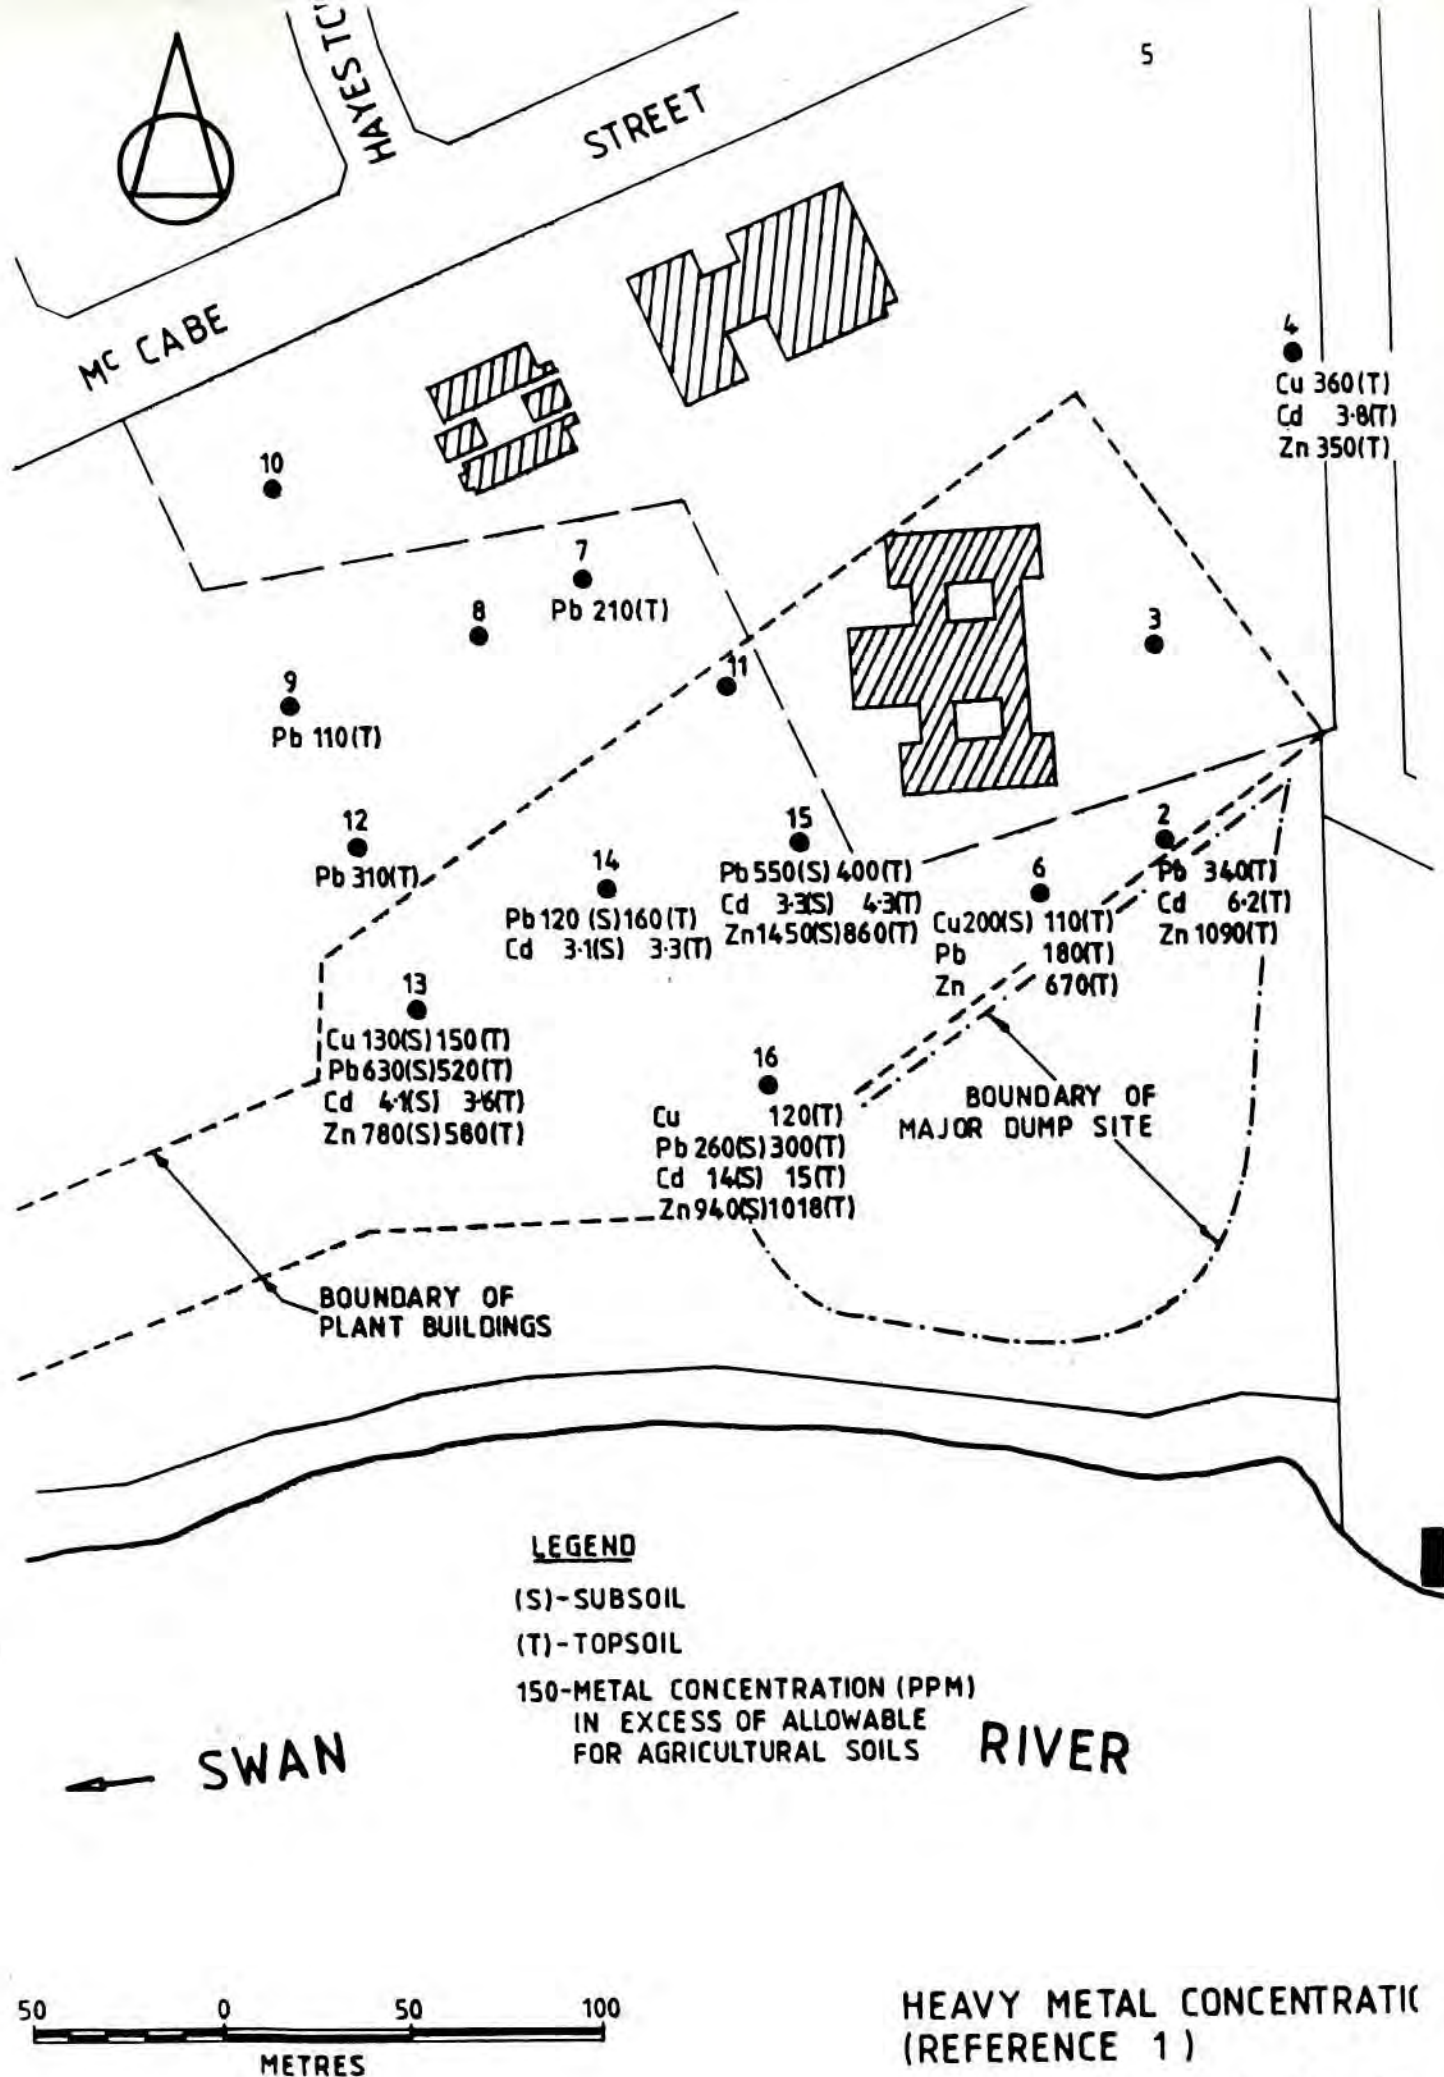 HAYES
5
STREET
Mc CABE
4
Cu 360(T)
Cd 3·8(T)
Zn 350(T)
10
7
Pb 210(T)
8
3
11
9
Pb 110(T)
12
Pb 310(T)
14
Pb 120 (S) 160(T)
Cd 3·1(S) 3·3(T)
15
Pb 550(S) 400(T)
Cd 3·3(S) 4·3(T)
Zn 1450(S) 860(T)
2
Pb 340(T)
Cd 6·2(T)
Zn 1090(T)
6
Cu 200(S) 110(T)
Pb 180(T)
Zn 670(T)
13
Cu 130(S) 150(T)
Pb 630(S) 520(T)
Cd 4·1(S) 3·6(T)
Zn 780(S) 580(T)
16
Cu 120(T)
Pb 260(S) 300(T)
Cd 14(S) 15(T)
Zn 940(S) 1018(T)
BOUNDARY OF
MAJOR DUMP SITE
BOUNDARY OF
PLANT BUILDINGS
LEGEND
(S)-SUBSOIL
(T)-TOPSOIL
150-METAL CONCENTRATION (PPM)
IN EXCESS OF ALLOWABLE
FOR AGRICULTURAL SOILS
SWAN RIVER
50 0 50 100
METRES
HEAVY METAL CONCENTRATI
(REFERENCE 1)